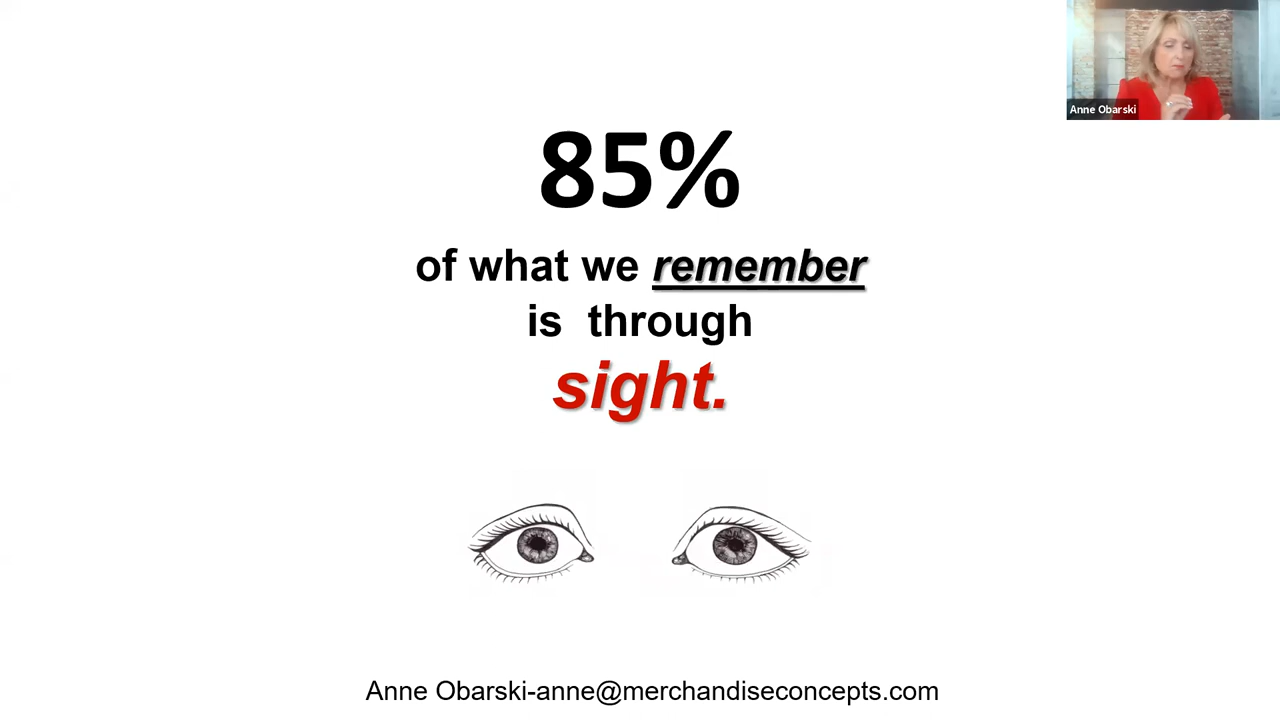 Anne Obarski
85%
of what we remember
is through
sight.
Anne Obarski-anne@merchandiseconcepts.com